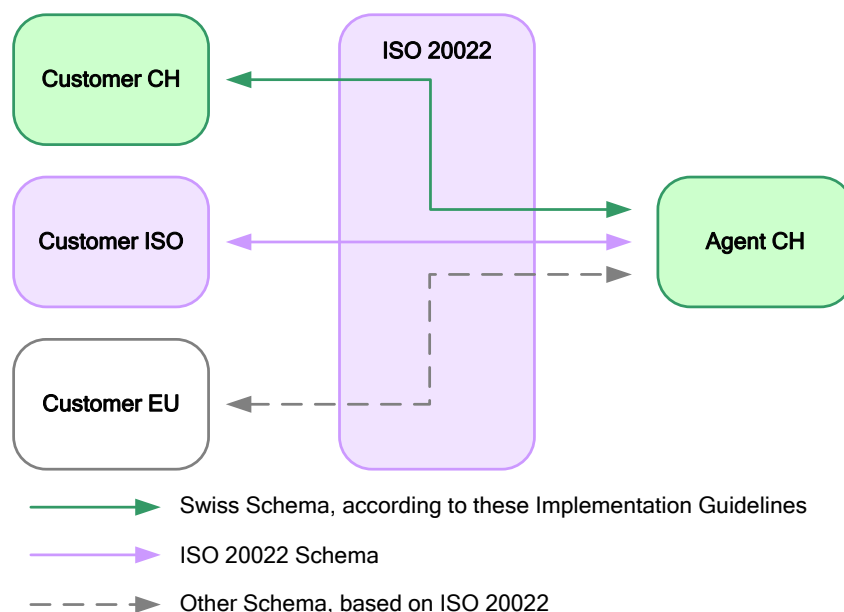 Customer CH
ISO 20022
Customer ISO
Agent CH
Customer EU
Swiss Schema, according to these Implementation Guidelines
ISO 20022 Schema
Other Schema, based on ISO 20022